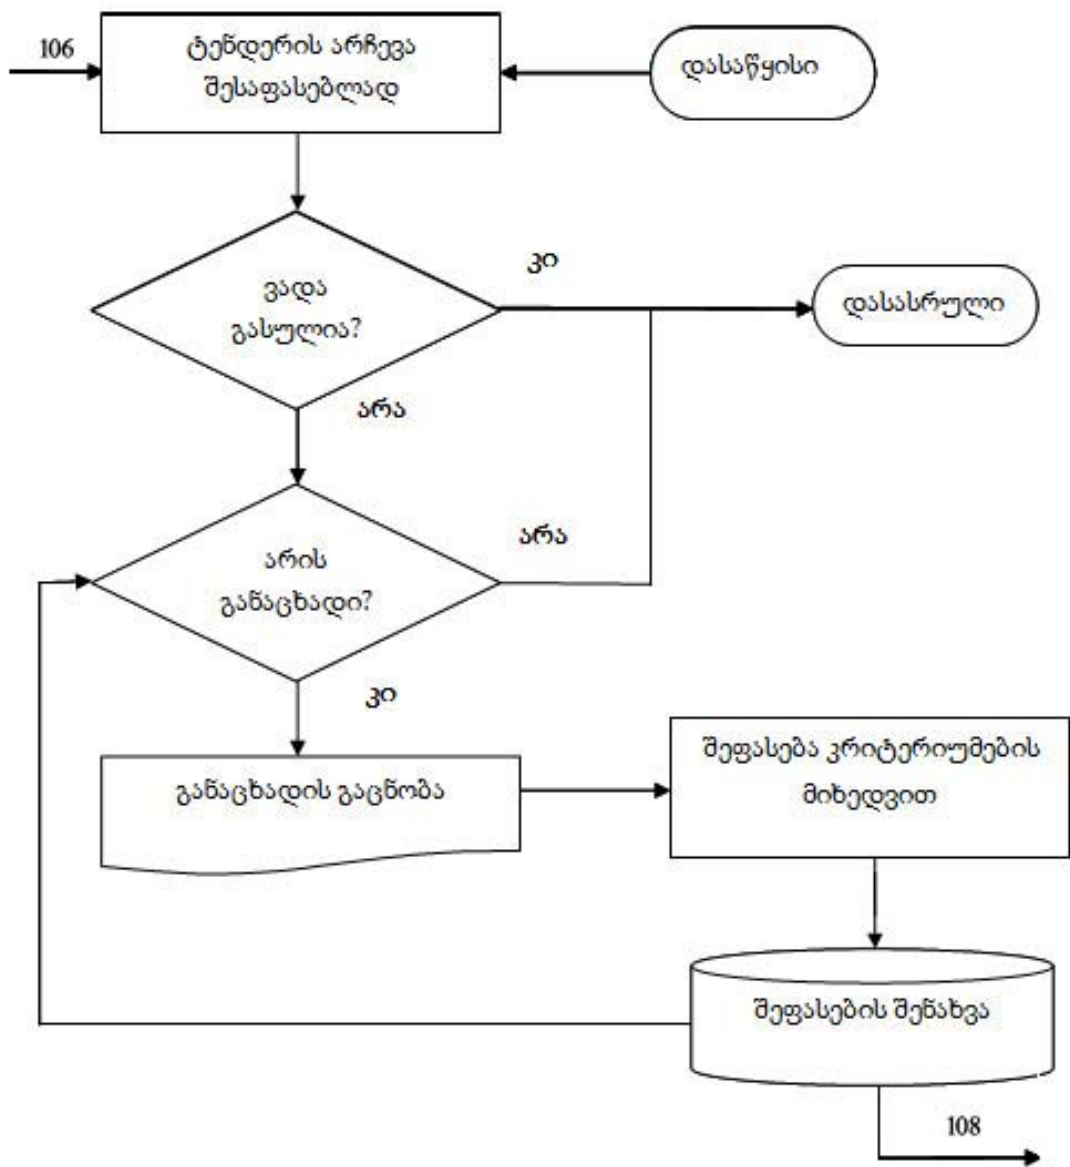 106
ტენდერის არჩევა
შესაფასებლად
დასაწყისი
ვადა
გასულია?
კი
დასასრული
არა
არის
განაცხადი?
არა
კი
განაცხადის გაცნობა
შეფასება კრიტერიუმების
მიხედვით
შეფასების შენახვა
108